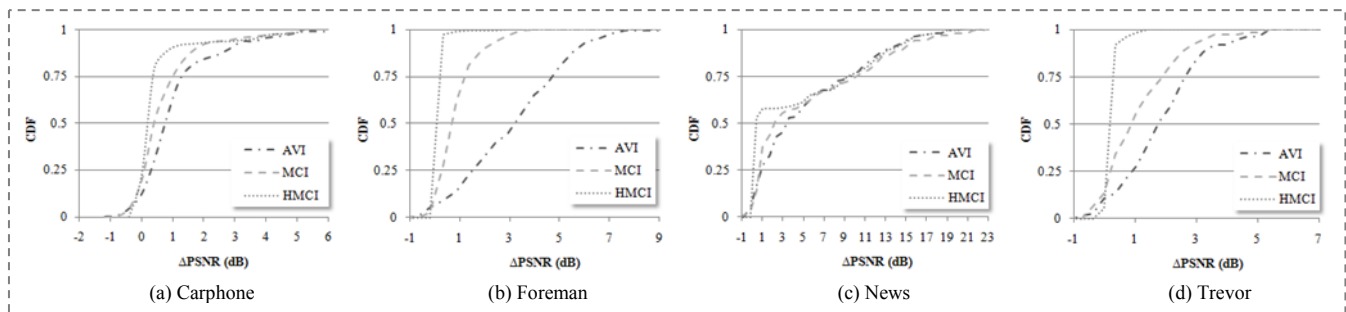 1
0.75
0.5
0.25
0
CDF
-2 -1 0 1 2 3 4 5 6
ΔPSNR (dB)
AVI
MCI
HMCI
(a) Carphone
1
0.75
0.5
0.25
0
CDF
-1 1 3 5 7 9
ΔPSNR (dB)
AVI
MCI
HMCI
(b) Foreman
1
0.75
0.5
0.25
0
CDF
-1 1 3 5 7 9 11 13 15 17 19 21 23
ΔPSNR (dB)
AVI
MCI
HMCI
(c) News
1
0.75
0.5
0.25
0
CDF
-1 1 3 5 7
ΔPSNR (dB)
AVI
MCI
HMCI
(d) Trevor